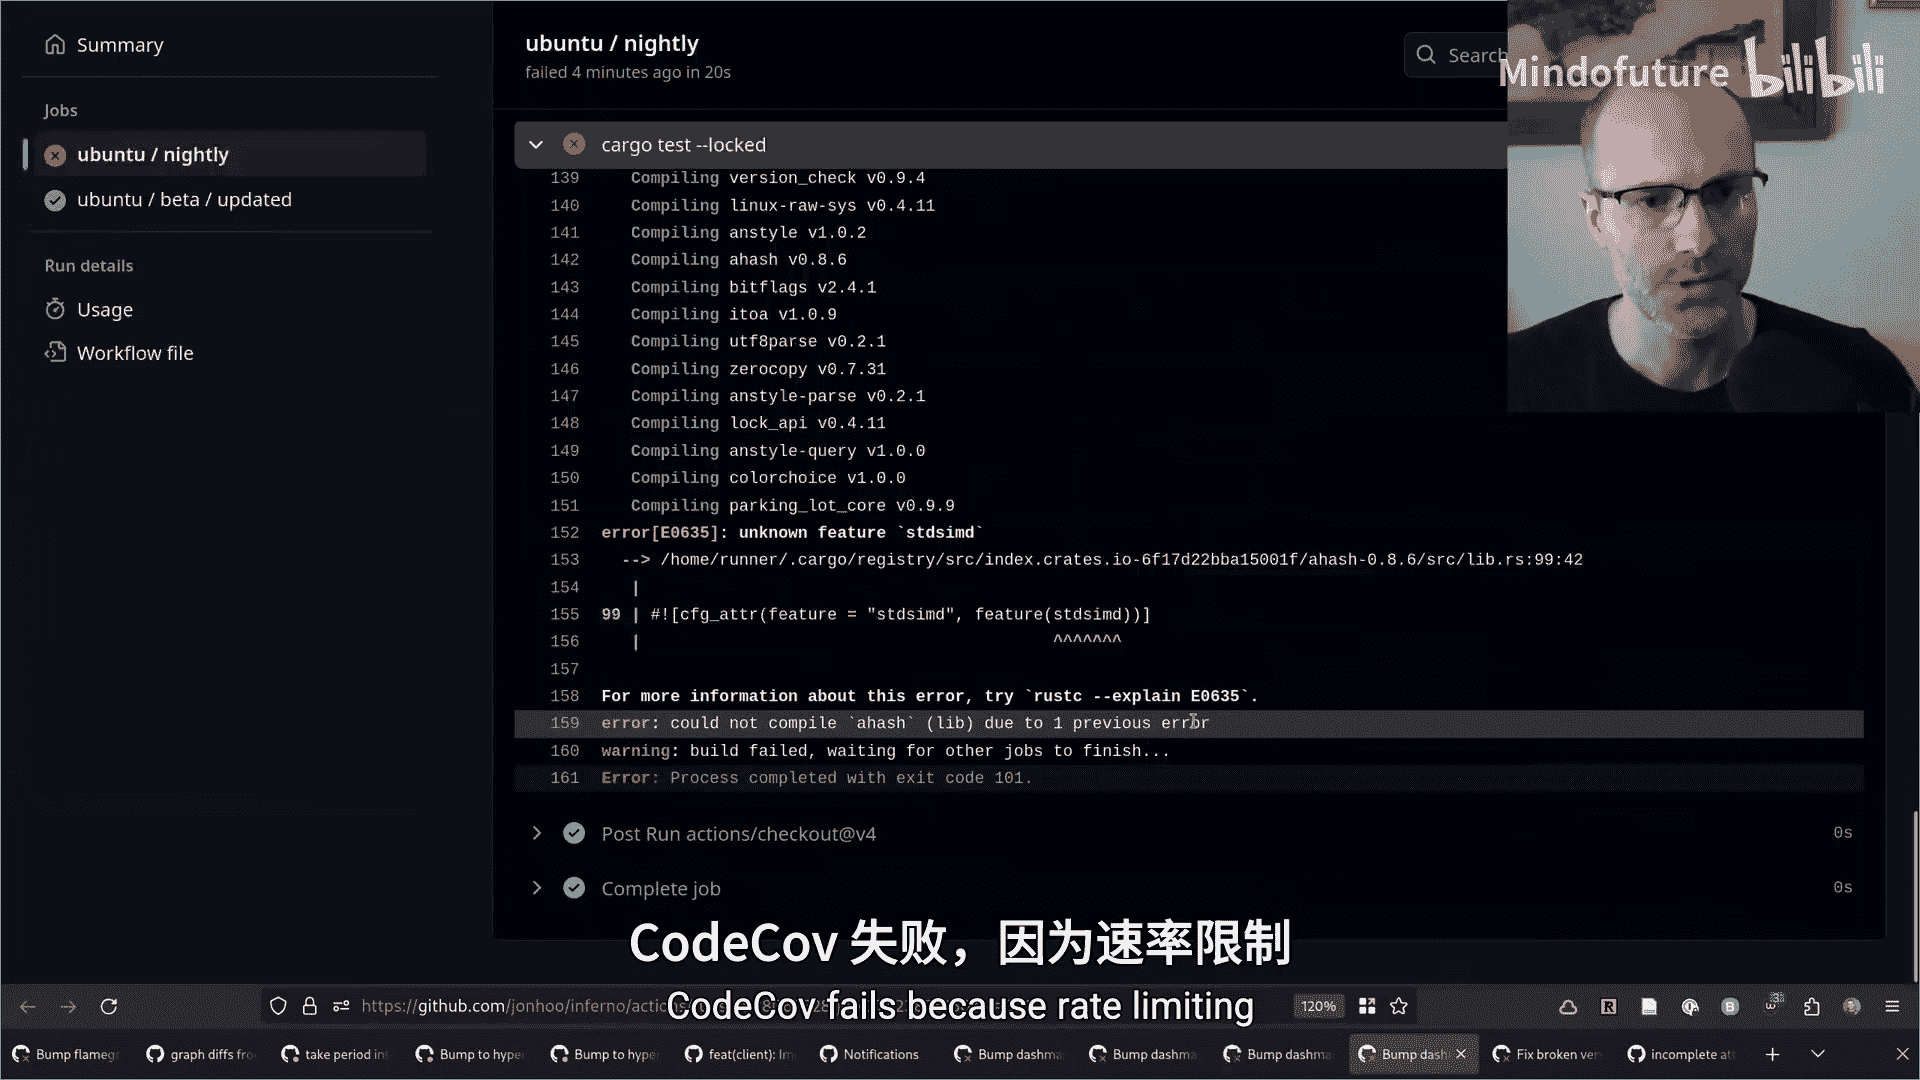 Summary
Jobs
ubuntu / nightly
ubuntu / beta / updated
Run details
Usage
Workflow file
ubuntu / nightly
failed 4 minutes ago in 20s
Search
Mindofuture bilibili
cargo test --locked
139 Compiling version_check v0.9.4
140 Compiling linux-raw-sys v0.4.11
141 Compiling anstyle v1.0.2
142 Compiling ahash v0.8.6
143 Compiling bitflags v2.4.1
144 Compiling itoa v1.0.9
145 Compiling utf8parse v0.2.1
146 Compiling zerocopy v0.7.31
147 Compiling anstyle-parse v0.2.1
148 Compiling lock_api v0.4.11
149 Compiling anstyle-query v1.0.0
150 Compiling colorchoice v1.0.0
151 Compiling parking_lot_core v0.9.9
152 error[E0635]: unknown feature `stdsimd`
153 --> /home/runner/.cargo/registry/src/index.crates.io-6f17d22bba15001f/ahash-0.8.6/src/lib.rs:99:42
154 |
155 99 | #![cfg_attr(feature = "stdsimd", feature(stdsimd))]
156 | ^^^^^^^
157
158 For more information about this error, try `rustc --explain E0635`.
159 error: could not compile `ahash` (lib) due to 1 previous error
160 warning: build failed, waiting for other jobs to finish...
161 Error: Process completed with exit code 101.
Post Run actions/checkout@v4 0s
Complete job 0s
CodeCov 失败，因为速率限制
CodeCov fails because rate limiting
https://github.com/jonhoo/inferno/action
120%
Bump flameg graph diffs fro take period in Bump to hype Bump to hype feat(client): Im Notifications Bump dashma Bump dashma Bump dashma Bump dash Fix broken ver incomplete att